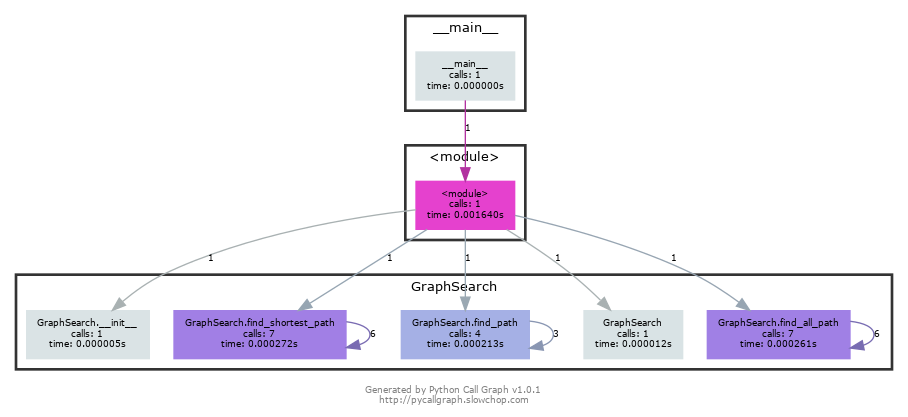 __main__
__main__
calls: 1
time: 0.000000s
1
<module>
<module>
calls: 1
time: 0.001640s
1
1
1
1
1
GraphSearch
GraphSearch.__init__
calls: 1
time: 0.000005s
GraphSearch.find_shortest_path
calls: 7
time: 0.000272s
6
GraphSearch.find_path
calls: 4
time: 0.000213s
3
GraphSearch
calls: 1
time: 0.000012s
GraphSearch.find_all_path
calls: 7
time: 0.000261s
6
Generated by Python Call Graph v1.0.1
http://pycallgraph.slowchop.com